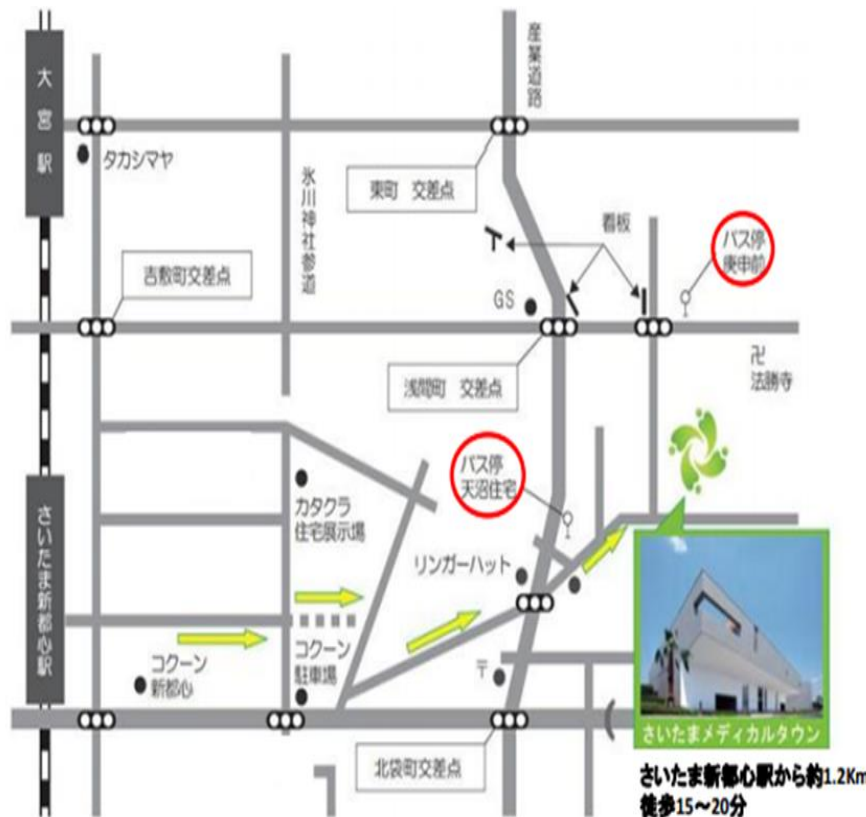 大宮駅
タカシマヤ
氷川神社参道
産業道路
東町 交差点
看板
バス停
庚申前
吉敷町交差点
GS
浅間町 交差点
卍
法勝寺
バス停
天沼住宅
カタクラ
住宅展示場
リンガーハット
さいたま新都心駅
コクーン
新都心
コクーン
駐車場
〒
北袋町交差点
さいたまメディカルタウン
さいたま新都心駅から約1.2Km
徒歩15～20分